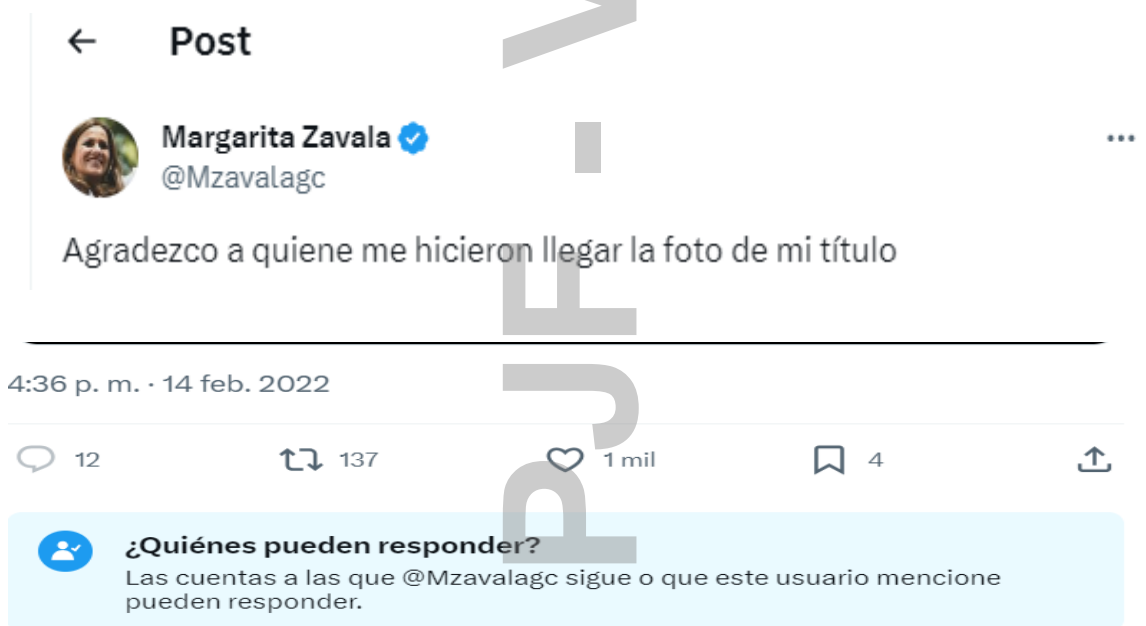 Post
Margarita Zavala
@Mzavalagc
Agradezco a quiene me hicieron llegar la foto de mi título
4:36 p. m. · 14 feb. 2022
12 137 1 mil 4
¿Quiénes pueden responder?
Las cuentas a las que @Mzavalagc sigue o que este usuario mencione
pueden responder.
PJF - V